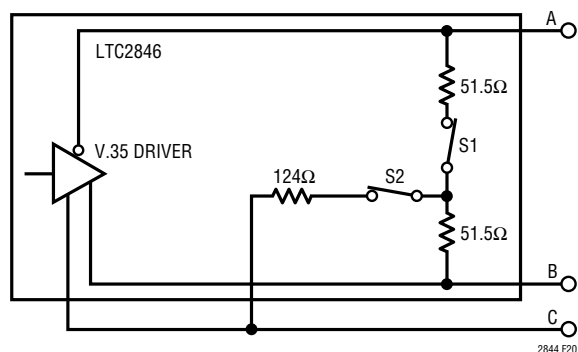 A
LTC2846
51.5Ω
S1
V.35 DRIVER
124Ω
S2
51.5Ω
B
C
2844 F20